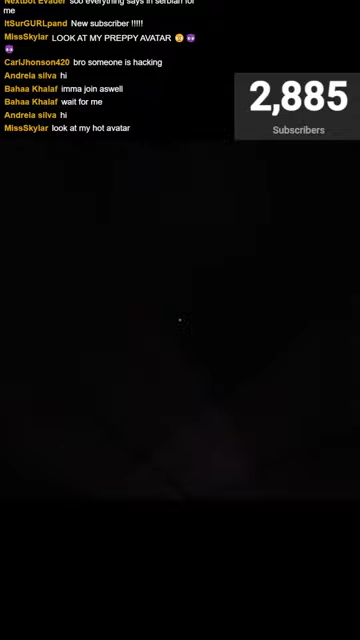 Nextbot Evader soo everything says in serbian for
me
ItSurGURLpand New subscriber !!!!!
MissSkylar LOOK AT MY PREPPY AVATAR 🤫😈
😈
CarlJhonson420 bro someone is hacking
Andreia silva hi
Bahaa Khalaf imma join aswell
Bahaa Khalaf wait for me
Andreia silva hi
MissSkylar look at my hot avatar
2,885
Subscribers